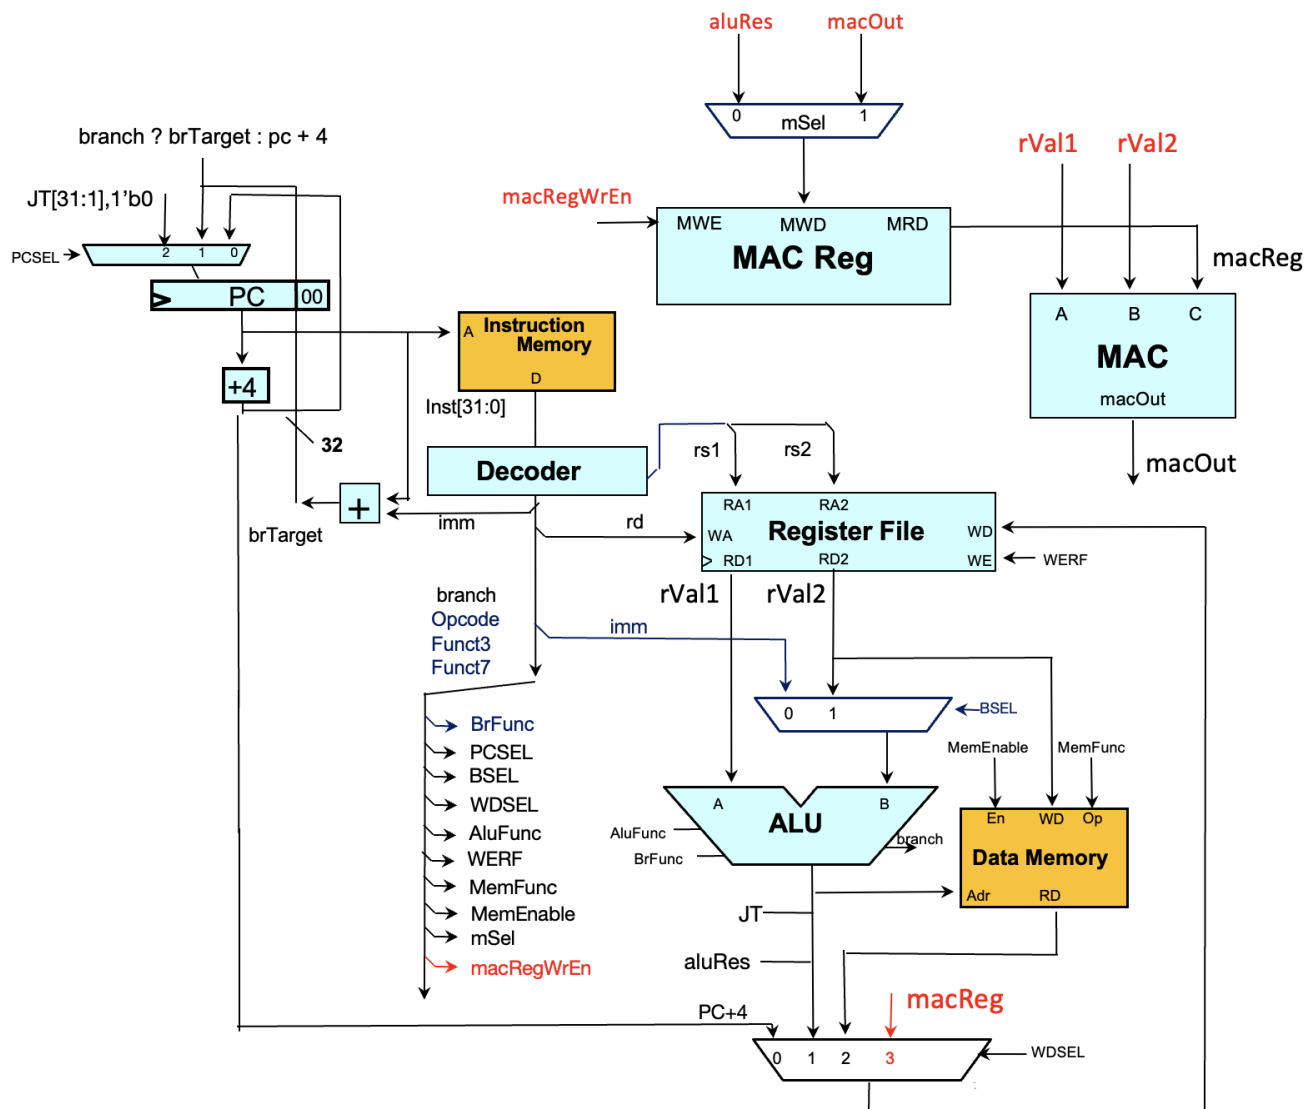 aluRes
macOut
0
1
mSel
branch ? brTarget : pc + 4
rVal1
rVal2
JT[31:1],1’b0
macRegWrEn
MWE
MWD
MRD
MAC Reg
macReg
PCSEL
2
1
0
PC
00
A
B
C
MAC
macOut
macOut
A
Instruction
Memory
D
+4
Inst[31:0]
32
Decoder
rs1
rs2
+
imm
brTarget
rd
RA1
RA2
WA
Register File
WD
RD1
RD2
WE
WERF
rVal1
rVal2
branch
Opcode
Funct3
Funct7
imm
0
1
BSEL
BrFunc
PCSEL
BSEL
WDSEL
AluFunc
WERF
MemFunc
MemEnable
mSel
macRegWrEn
MemEnable
MemFunc
A
B
ALU
AluFunc
BrFunc
branch
En
WD
Op
Data Memory
Adr
RD
JT
aluRes
macReg
PC+4
0
1
2
3
WDSEL